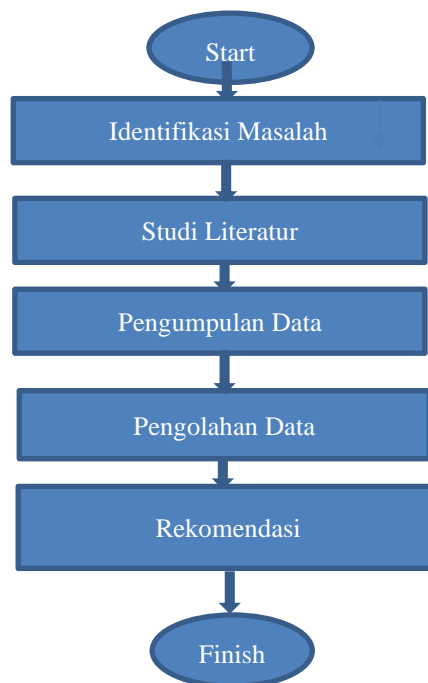 Start
Identifikasi Masalah
Studi Literatur
Pengumpulan Data
Pengolahan Data
Rekomendasi
Finish